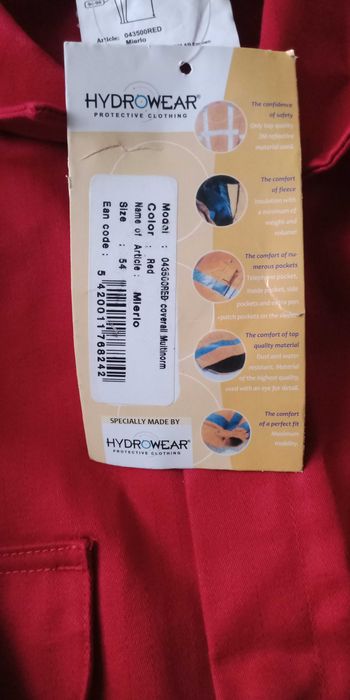 Article: 043500RED
Mierlo
HYDROWEAR®
PROTECTIVE CLOTHING
The confidence
of safety
Only top quality
3M reflective
material used.
The comfort
of fleece
Insulation with
a minimum of
weight and
volume!
The comfort of nu-
merous pockets
Telephone pocket,
inside pocket, side
pockets and extra pen
+patch pockets on the
The comfort of top
quality material
Dust and water
resistant. Material
of the highest quality
used with an eye for detail.
The comfort
of a perfect fit
Maximum
Model : 043500RED coverall Multinorm
Color : Red
Name of Article : Mierlo
Size : 54
Ean code :
5 420011 768242
SPECIALLY MADE BY
HYDROWEAR®
PROTECTIVE CLOTHING